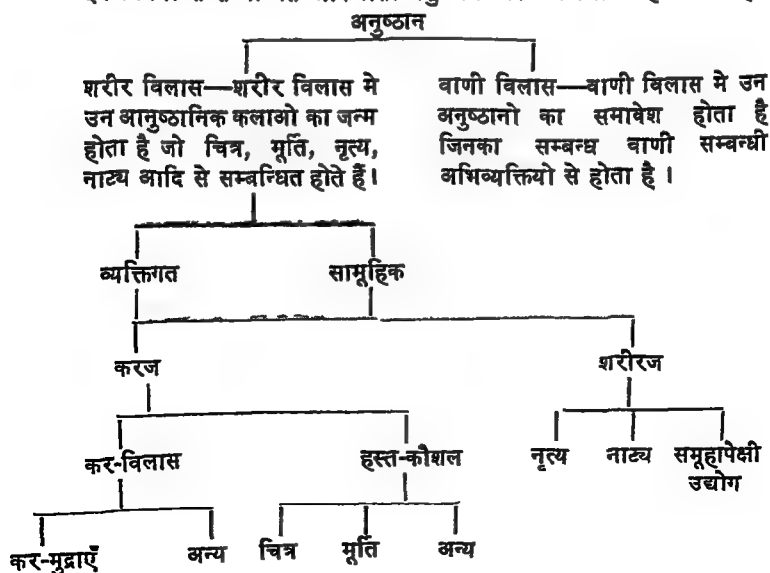 अनुष्ठान
शरीर विलास—शरीर विलास मे
उन आनुष्ठानिक कलाओ का जन्म
होता है जो चित्र, मूर्ति, नृत्य,
नाट्य आदि से सम्बन्धित होते हैं।
वाणी विलास—वाणी विलास मे उन
अनुष्ठानो का समावेश होता है
जिनका सम्बन्ध वाणी सम्बन्धी
अभिव्यक्तियो से होता है ।
व्यक्तिगत सामूहिक
करज शरीरज
कर-विलास हस्त-कौशल नृत्य नाट्य समूहापेक्षी
उद्योग
कर-मुद्राएँ अन्य चित्र मूर्ति अन्य